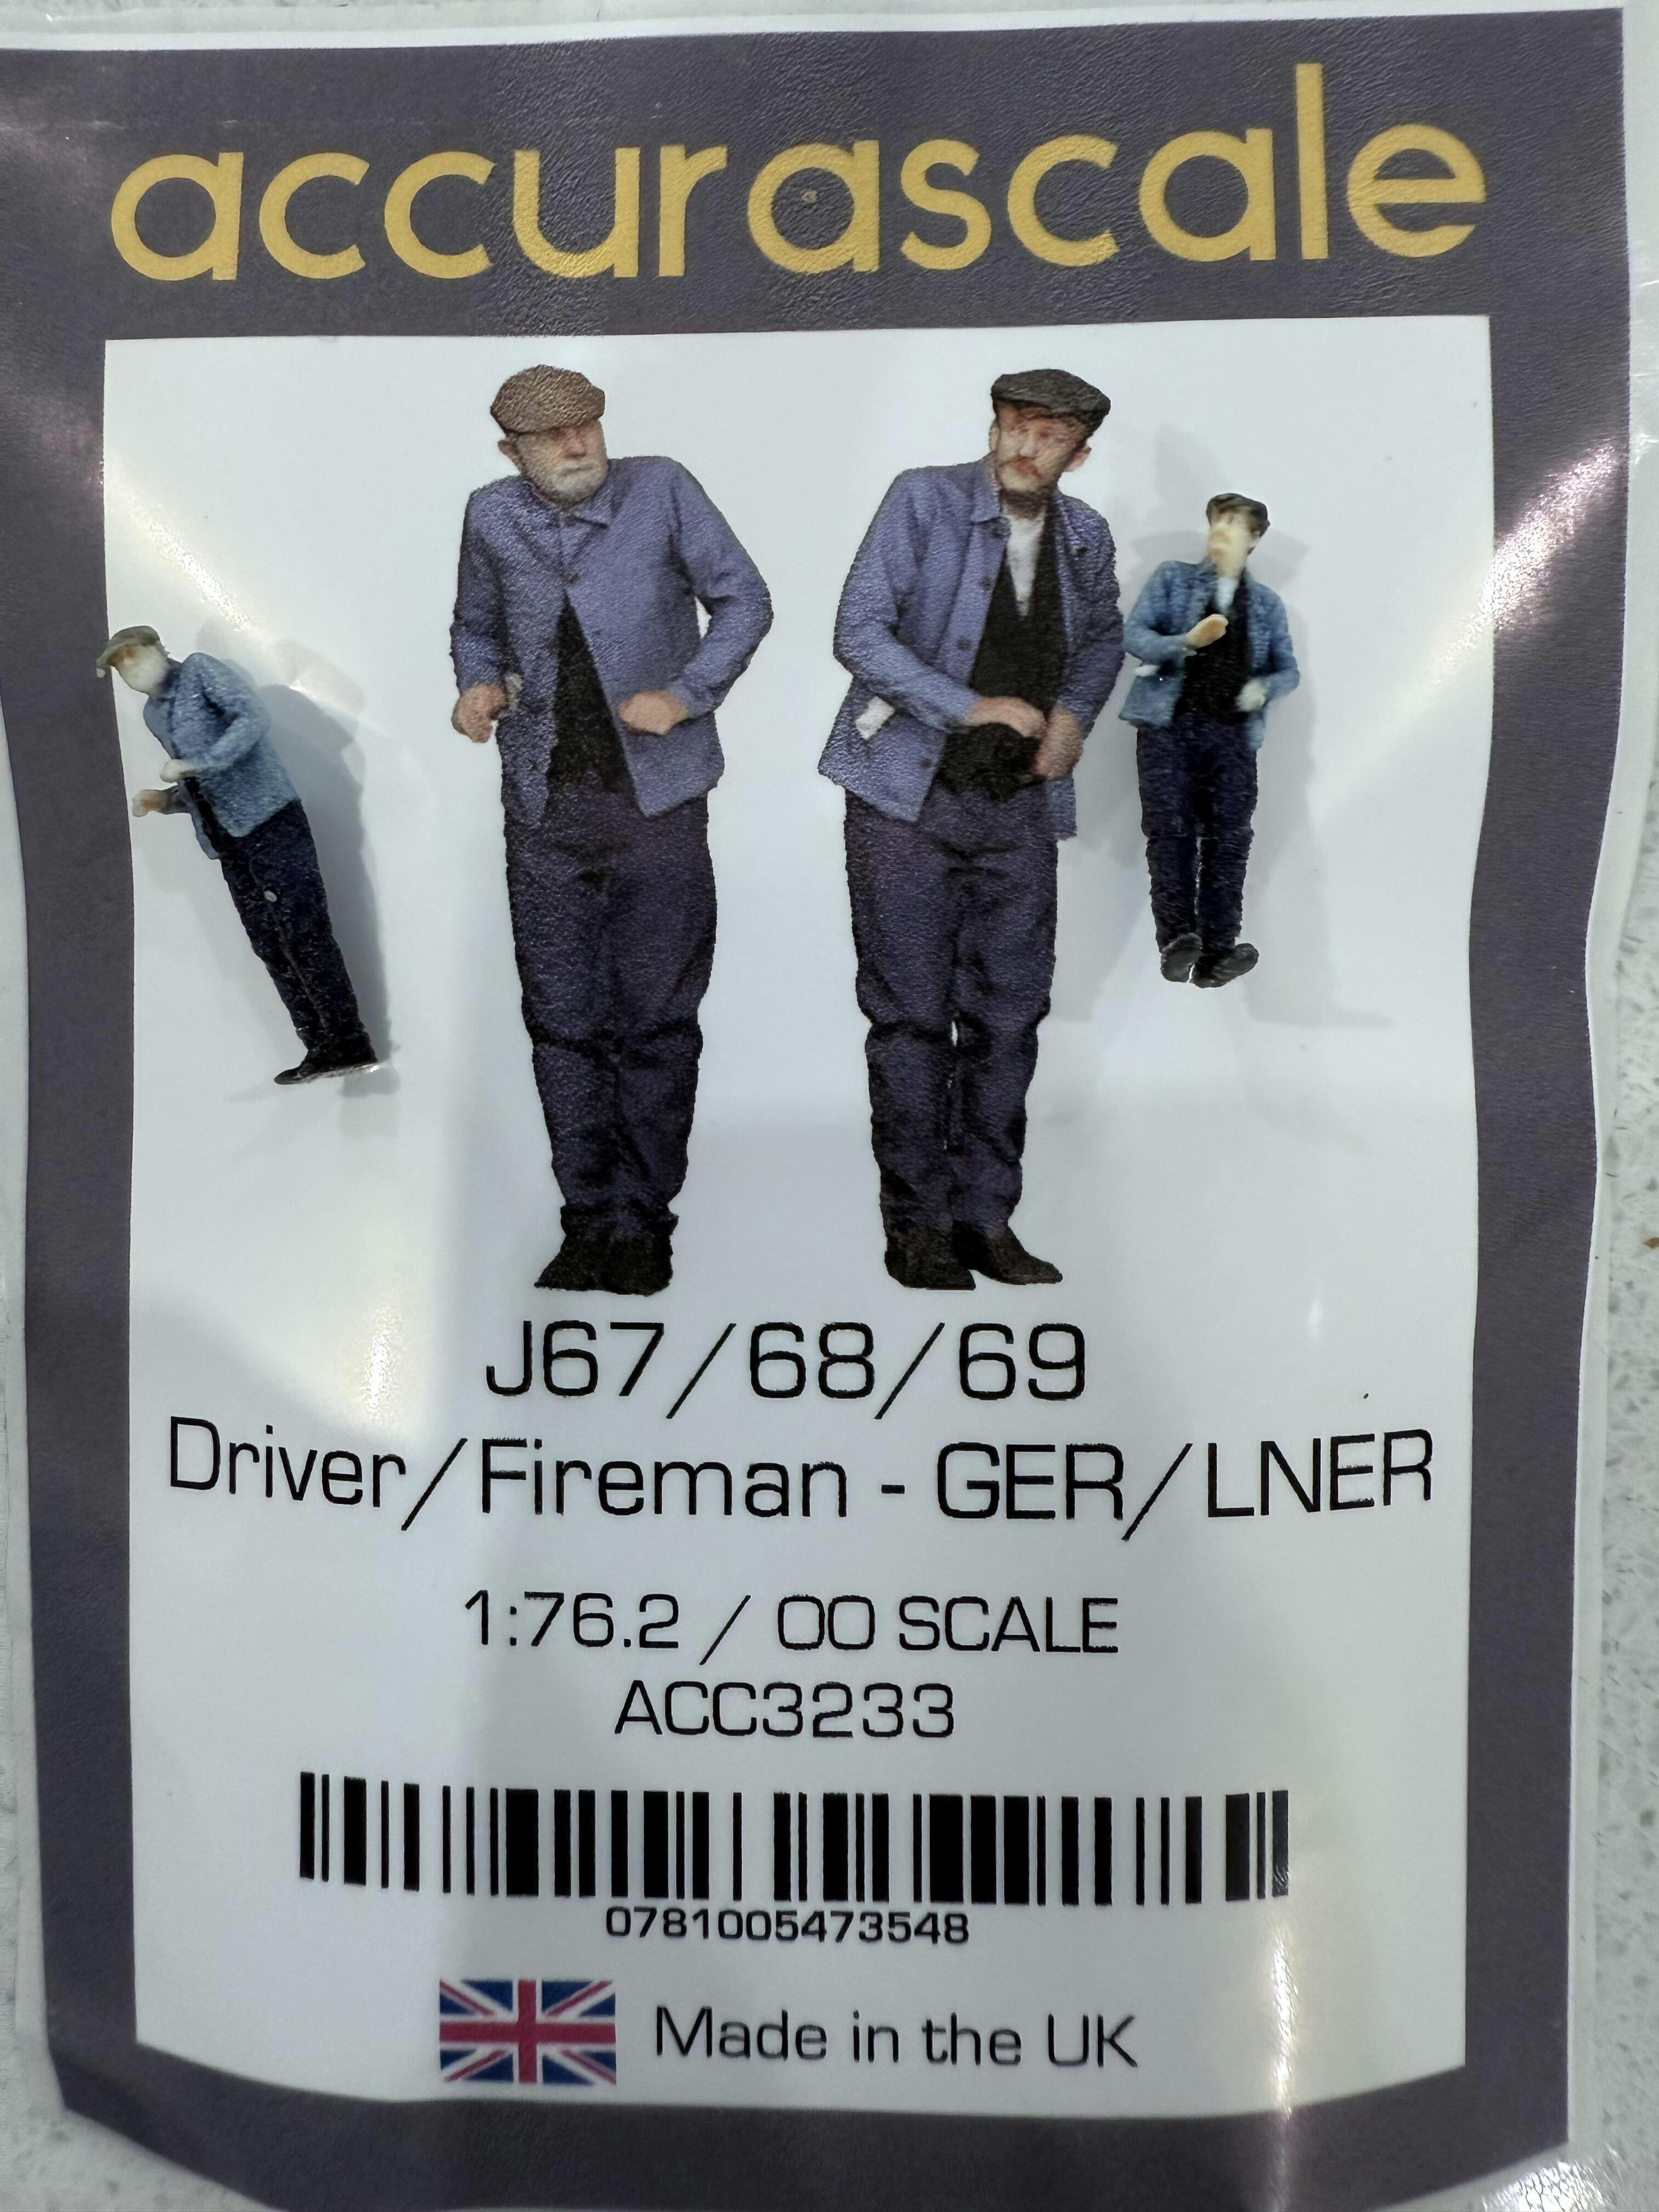 accurascale
J67/68/69
Driver/Fireman - GER/LNER
1:76.2 / OO SCALE
ACC3233
0781005473548
Made in the UK